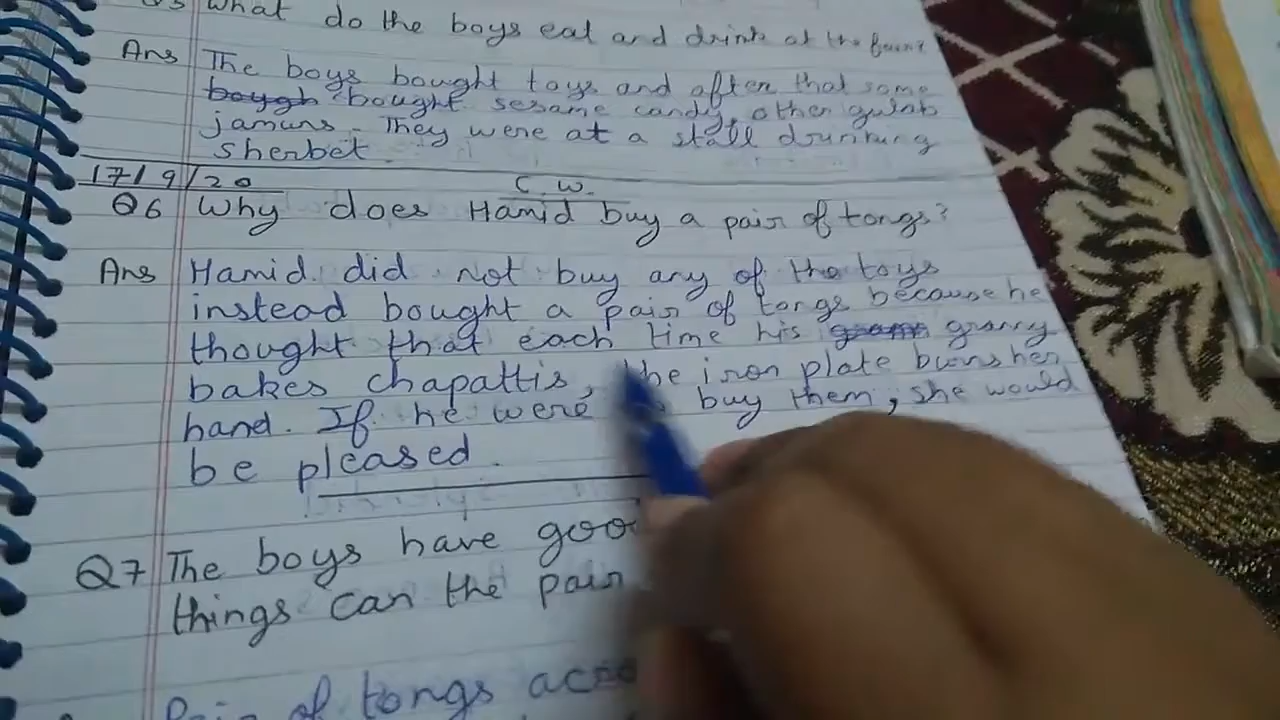 What do the boys eat and drink at the
Ans The boys bought toys and after that some
bough bought sesame candy, other gulab
jamuns. They were at a stall drinking
sherbet.
17/9/20 C.W.
Q6 Why does Hamid buy a pair of tongs?
Ans Hamid did not buy any of the toys
instead bought a pair of tongs because he
thought that each time his granny
bakes chapattis, the iron plate burns her
hand. If he were buy them, she would
be pleased.
Q7 The boys have
things can the pair
of tongs